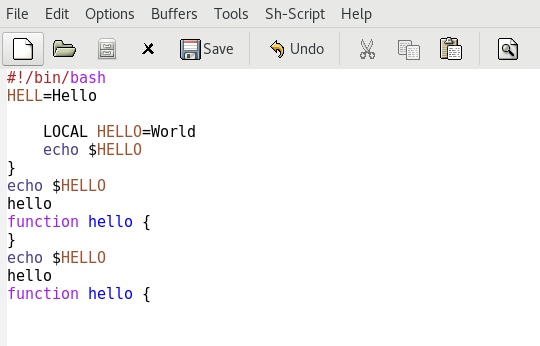 File Edit Options Buffers Tools Sh-Script Help
Save Undo
#!/bin/bash
HELL=Hello
LOCAL HELLO=World
echo $HELLO
}
echo $HELLO
hello
function hello {
}
echo $HELLO
hello
function hello {